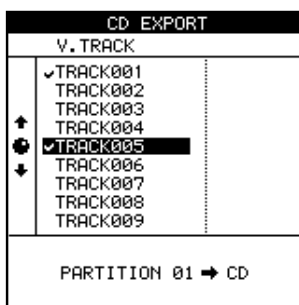 CD EXPORT
V.TRACK
✓TRACK001
TRACK002
TRACK003
TRACK004
✓TRACK005
TRACK006
TRACK007
TRACK008
TRACK009
PARTITION 01 ➔ CD